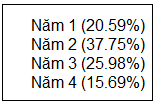 Năm 1 (20.59%)
Năm 2 (37.75%)
Năm 3 (25.98%)
Năm 4 (15.69%)